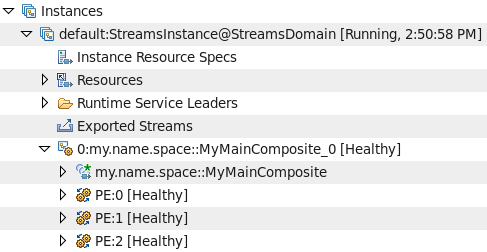 Instances
default:StreamsInstance@StreamsDomain [Running, 2:50:58 PM]
Instance Resource Specs
Resources
Runtime Service Leaders
Exported Streams
0:my.name.space::MyMainComposite_0 [Healthy]
my.name.space::MyMainComposite
PE:0 [Healthy]
PE:1 [Healthy]
PE:2 [Healthy]